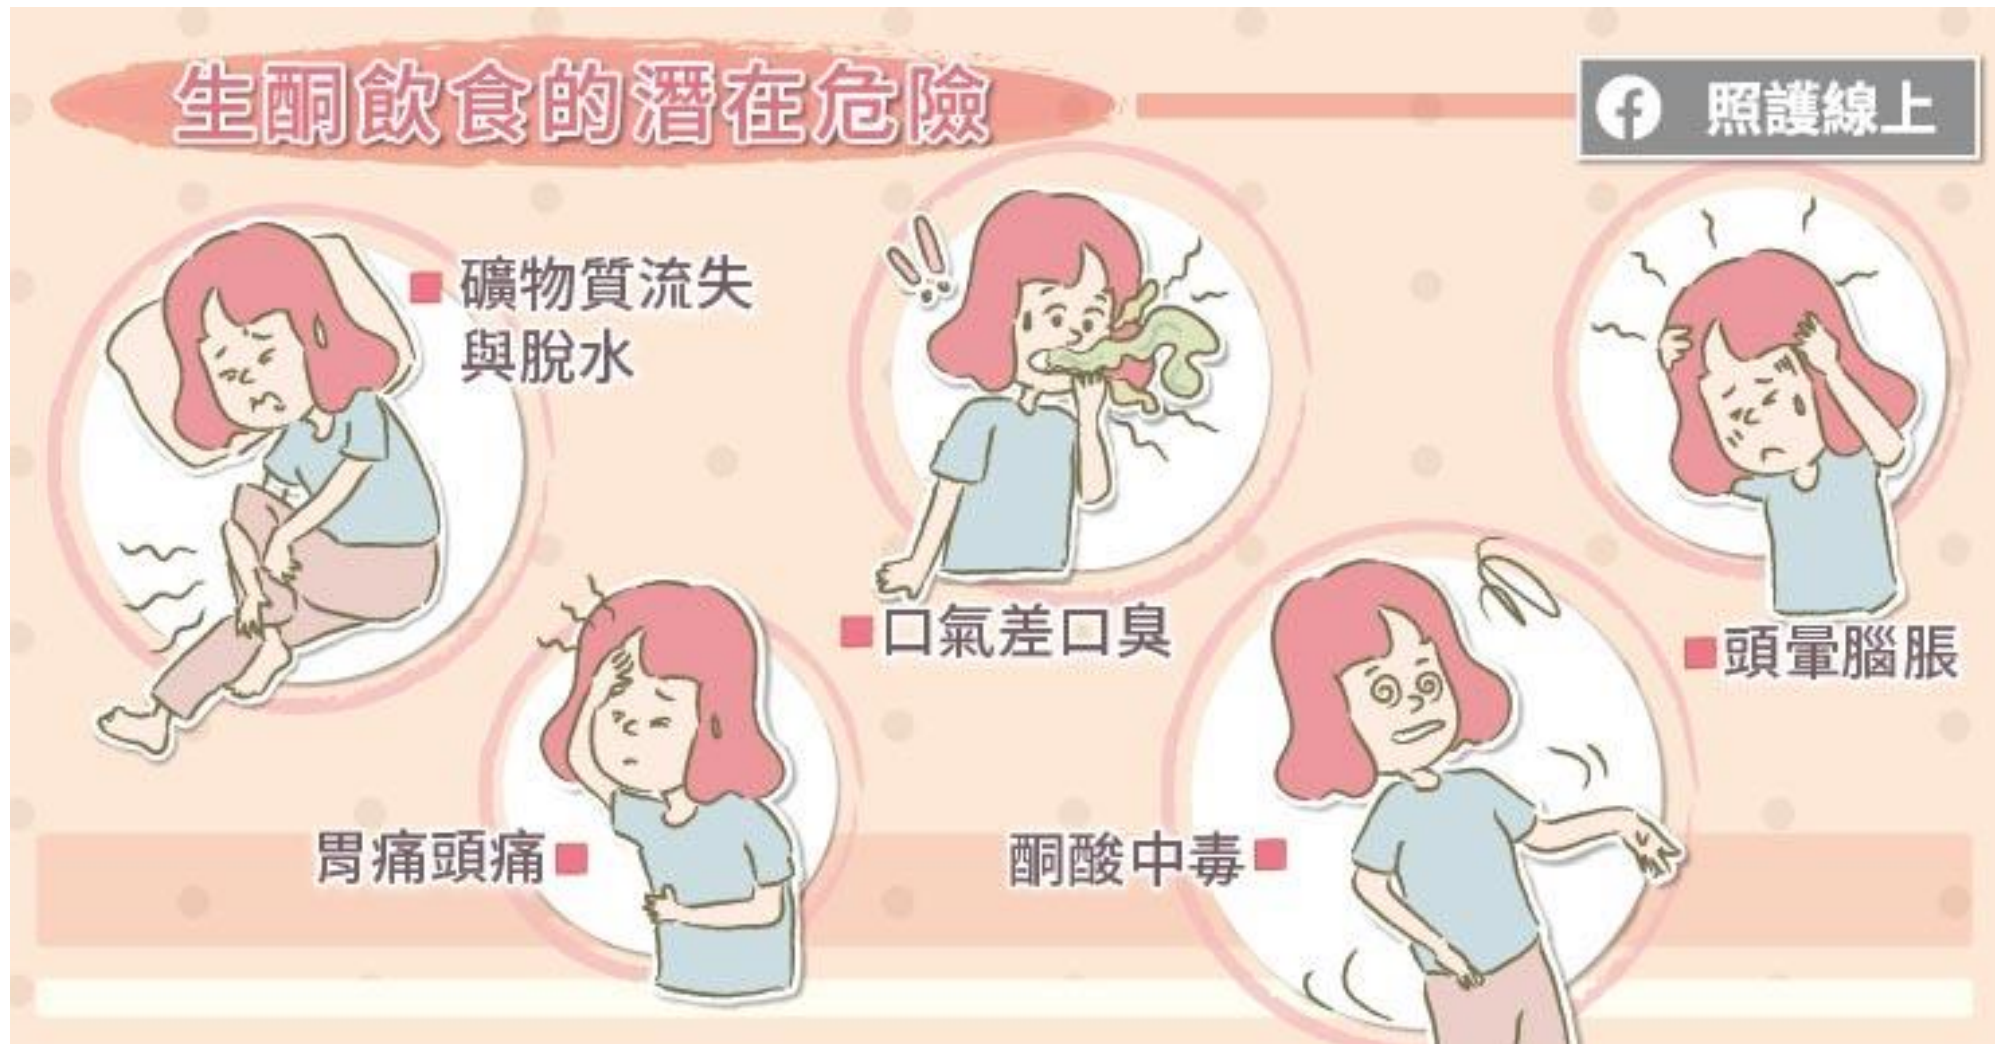 生酮飲食的潛在危險
照護線上
礦物質流失
與脫水
口氣差口臭
頭暈腦脹
胃痛頭痛
酮酸中毒